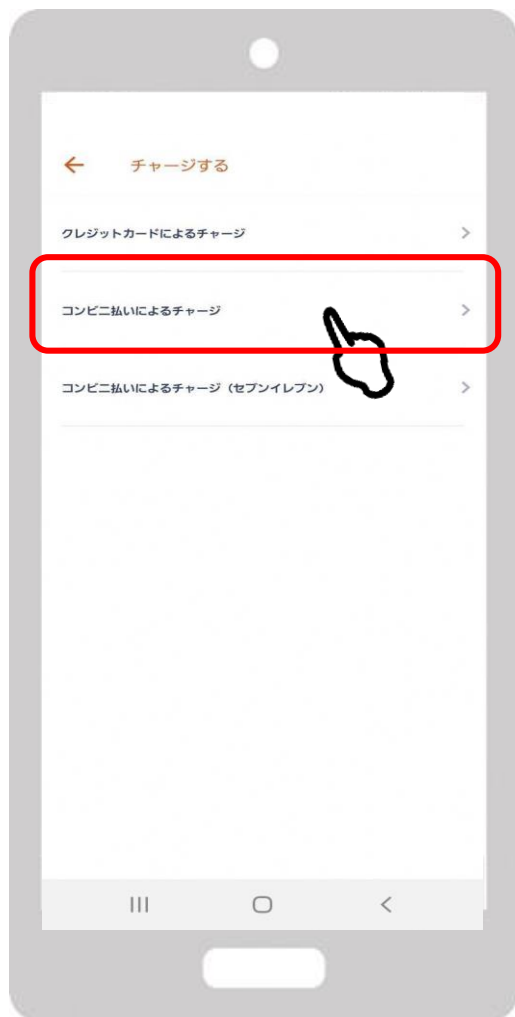 チャージする
クレジットカードによるチャージ
コンビニ払いによるチャージ
コンビニ払いによるチャージ（セブンイレブン）